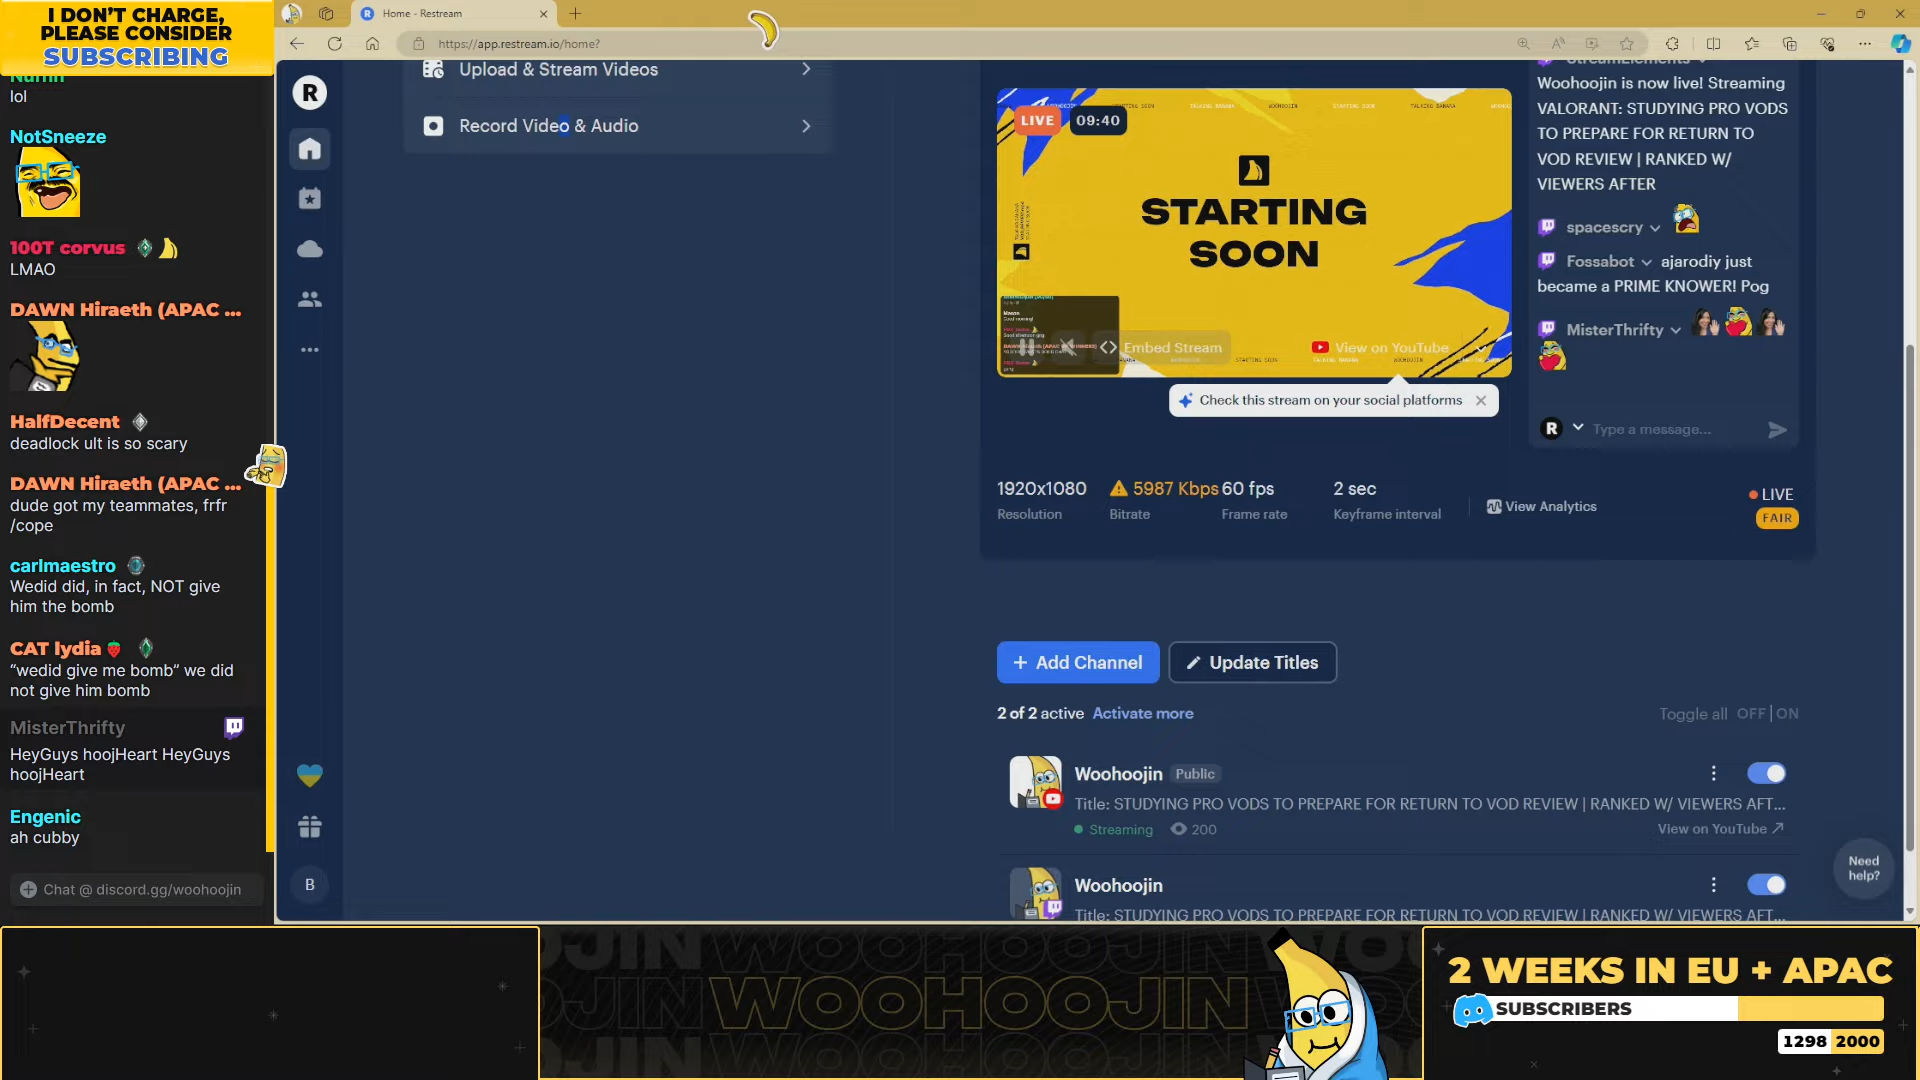 I DON'T CHARGE,
PLEASE CONSIDER
SUBSCRIBING
Nuffin
lol
NotSneeze
100T corvus
LMAO
DAWN Hiraeth (APAC ...
HalfDecent
deadlock ult is so scary
DAWN Hiraeth (APAC ...
dude got my teammates, frfr
/cope
carlmaestro
Wedid did, in fact, NOT give
him the bomb
CAT lydia
"wedid give me bomb" we did
not give him bomb
MisterThrifty
HeyGuys hoojHeart HeyGuys
hoojHeart
Engenic
ah cubby
Chat @ discord.gg/woohoojin
Home - Restream
https://app.restream.io/home?
R
B
Upload & Stream Videos
Record Video & Audio
LIVE
09:40
STARTING
SOON
Embed Stream
View on YouTube
Check this stream on your social platforms
1920x1080
Resolution
5987 Kbps
Bitrate
60 fps
Frame rate
2 sec
Keyframe interval
View Analytics
LIVE
FAIR
StreamElements
Woohoojin is now live! Streaming
VALORANT: STUDYING PRO VODS
TO PREPARE FOR RETURN TO
VOD REVIEW | RANKED W/
VIEWERS AFTER
spacescry
Fossabot ajarodiy just
became a PRIME KNOWER! Pog
MisterThrifty
R
Type a message...
+ Add Channel
Update Titles
2 of 2 active Activate more
Toggle all OFF | ON
Woohoojin Public
Title: STUDYING PRO VODS TO PREPARE FOR RETURN TO VOD REVIEW | RANKED W/ VIEWERS AFT...
Streaming 200
View on YouTube
Woohoojin
Title: STUDYING PRO VODS TO PREPARE FOR RETURN TO VOD REVIEW | RANKED W/ VIEWERS AFT...
Need
help?
OJIN WOOHOOJIN WOO
OJIN WOOHOOJIN
2 WEEKS IN EU + APAC
SUBSCRIBERS
1298 2000